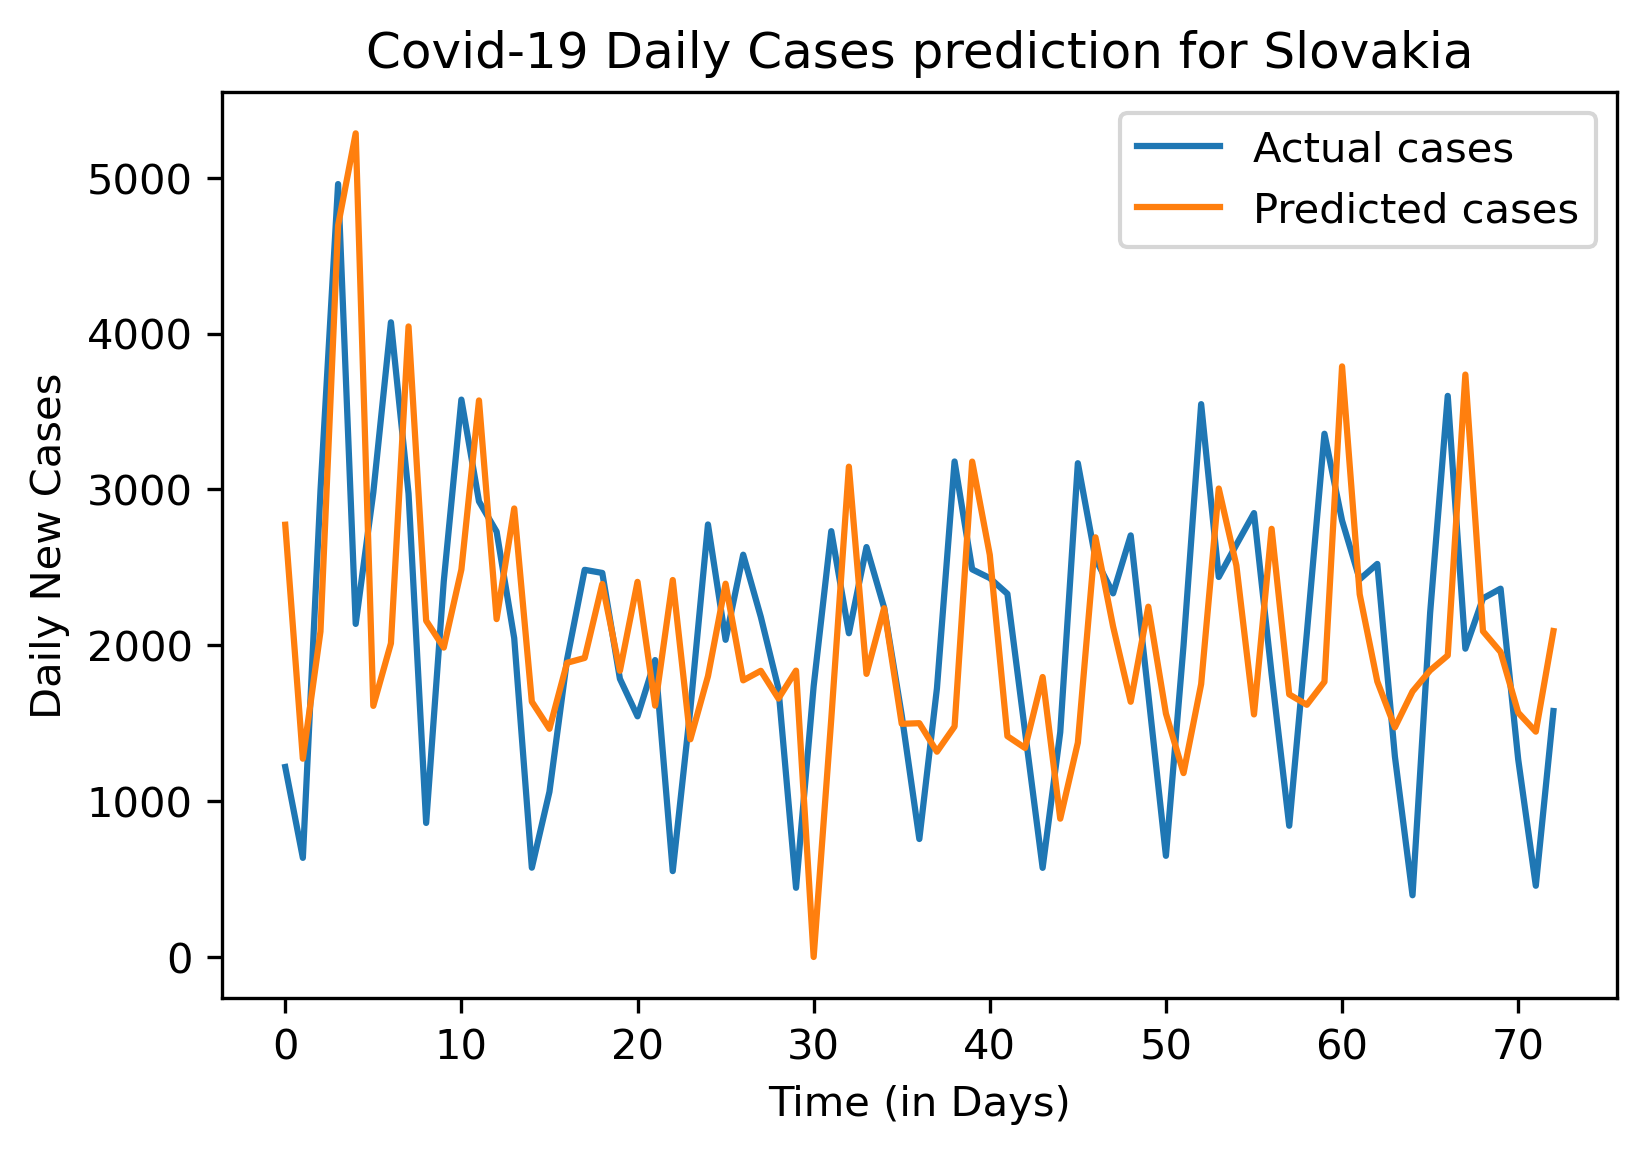 Covid-19 Daily Cases prediction for Slovakia
Actual cases
Predicted cases
Daily New Cases
5000
4000
3000
2000
1000
0
0 10 20 30 40 50 60 70
Time (in Days)